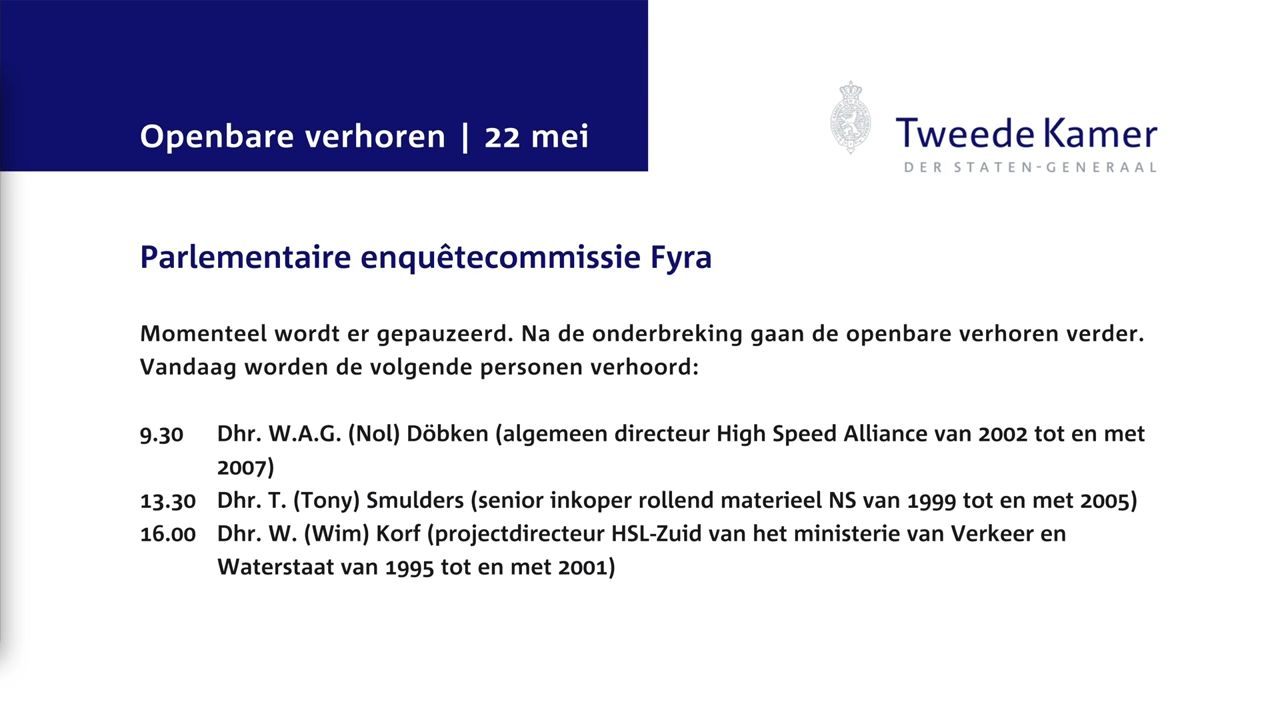 Openbare verhoren | 22 mei
Tweede Kamer
DER STATEN-GENERAAL
Parlementaire enquêtecommissie Fyra
Momenteel wordt er gepauzeerd. Na de onderbreking gaan de openbare verhoren verder.
Vandaag worden de volgende personen verhoord:
9.30 Dhr. W.A.G. (Nol) Döbken (algemeen directeur High Speed Alliance van 2002 tot en met
2007)
13.30 Dhr. T. (Tony) Smulders (senior inkoper rollend materieel NS van 1999 tot en met 2005)
16.00 Dhr. W. (Wim) Korf (projectdirecteur HSL-Zuid van het ministerie van Verkeer en
Waterstaat van 1995 tot en met 2001)